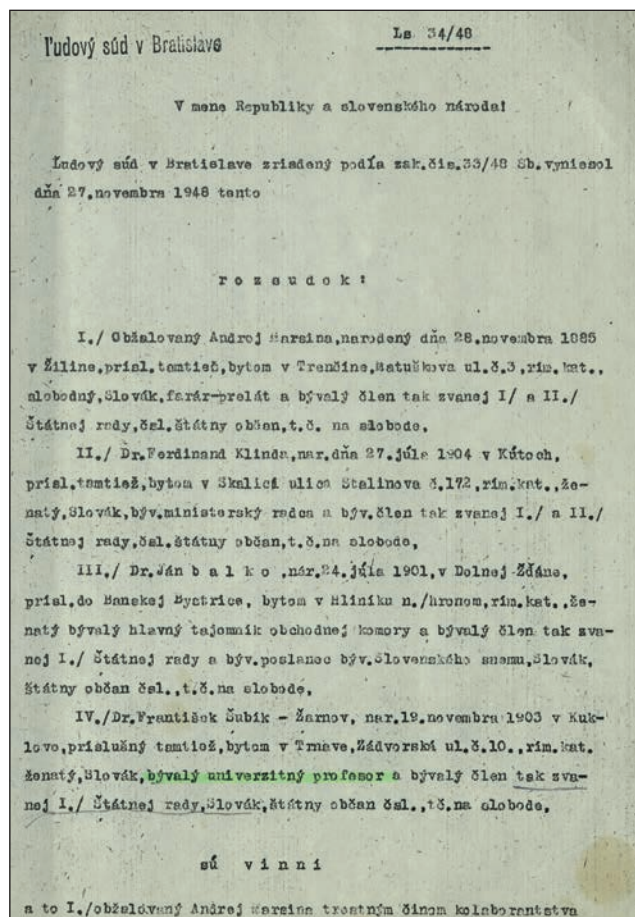 Ľudový súd v Bratislave
Ls 34/48
V mene Republiky a slovenského národa!
Ľudový súd v Bratislave zriadený podľa zak.čís.33/48 Sb.vyniesol
dňa 27.novembra 1948 tento
r o z s u d o k :
I./ Obžalovaný Andrej Marsina,narodený dňa 28.novembra 1885
v Žiline,prísl.tamtiež,bytom v Trenčíne,Matuškova ul.č.3,rím.kat.,
slobodný,Slovák,farár-prelát a bývalý člen tak zvanej I/ a II./
Štátnej rady,čsl.štátny občan,t.č. na slobode,
II./ Dr.Ferdinand Klinda,nar.dňa 27.júla 1904 v Kútoch,
prísl.tamtiež,bytom v Skalici ulica Stalinova č.172,rím.kat.,že-
natý,Slovák,býv.ministerský radca a býv.člen tak zvanej I./ a II./
Štátnej rady,čsl.štátny občan,t.č.na slobode,
III./ Dr.Ján b a l k o ,nar.24.júla 1901,v Dolnej Ždáne,
prísl.do Banskej Bystrice, bytom v Hliníku n./hronom,rím.kat.,že-
natý bývalý hlavný tajomník obchodnej komory a bývalý člen tak zva-
nej I./ Štátnej rady a býv.poslanec býv.Slovenského snemu,Slovák,
štátny občan čsl.,t.č.na slobode,
IV./Dr.František Šubík - Žarnov, nar.19.novembra 1903 v Kuk-
love,príslušný tamtiež,bytom v Trnave,Zádvorská ul.č.10.,rím.kat.
ženatý,Slovák,bývalý univerzitný profesor a bývalý člen tak zva-
nej I./ Štátnej rady,Slovák,štátny občan čsl.,tč.na slobode,
sú v i n n í
a to I./obžalovaný Andrej Marsina trestným činom kolaborantstva